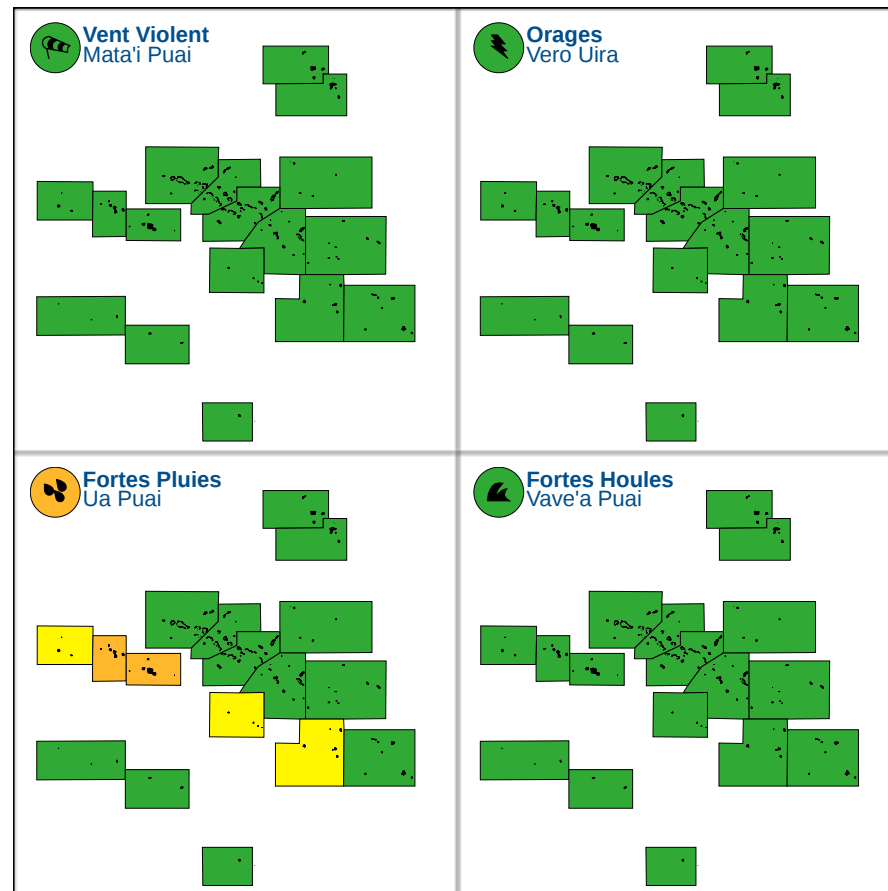 Vent Violent
Mata'i Puai
Orages
Vero Uira
Fortes Pluies
Ua Puai
Fortes Houles
Vave'a Puai